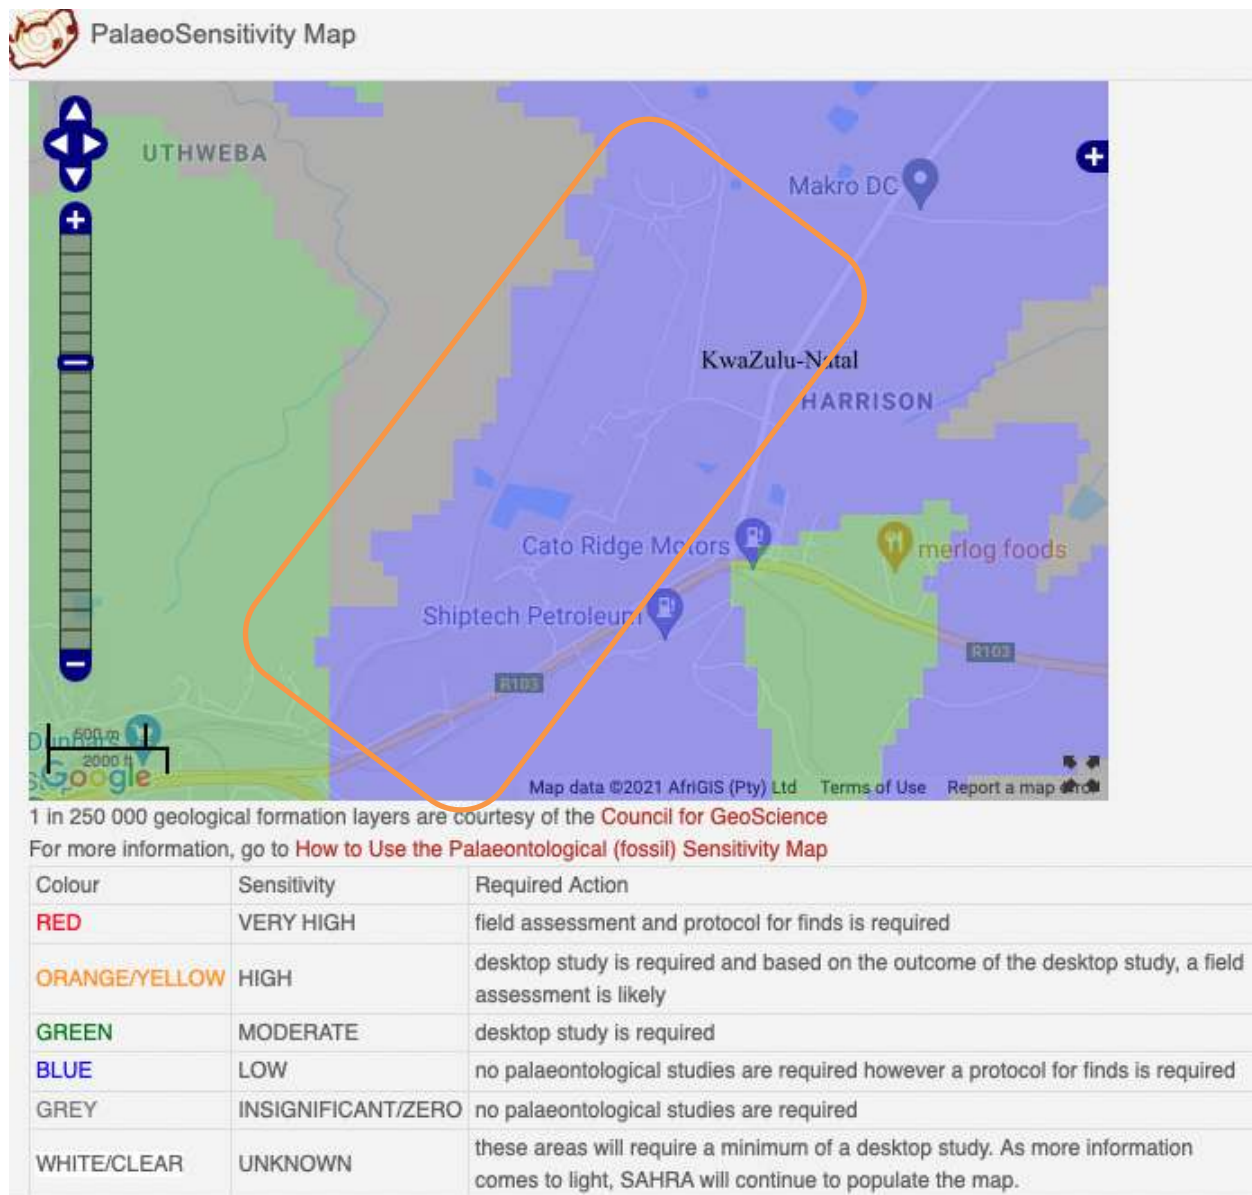 PalaeoSensitivity Map
UTHWEBA
Makro DC
KwaZulu-Natal
HARRISON
Cato Ridge Motors
merlog foods
Shiptech Petroleum
R103
R103
500 m
2000 ft
Google
Map data ©2021 AfriGIS (Pty) Ltd Terms of Use Report a map error
1 in 250 000 geological formation layers are courtesy of the Council for GeoScience
For more information, go to How to Use the Palaeontological (fossil) Sensitivity Map
Colour Sensitivity Required Action
RED VERY HIGH field assessment and protocol for finds is required
ORANGE/YELLOW HIGH desktop study is required and based on the outcome of the desktop study, a field
assessment is likely
GREEN MODERATE desktop study is required
BLUE LOW no palaeontological studies are required however a protocol for finds is required
GREY INSIGNIFICANT/ZERO no palaeontological studies are required
WHITE/CLEAR UNKNOWN these areas will require a minimum of a desktop study. As more information
comes to light, SAHRA will continue to populate the map.